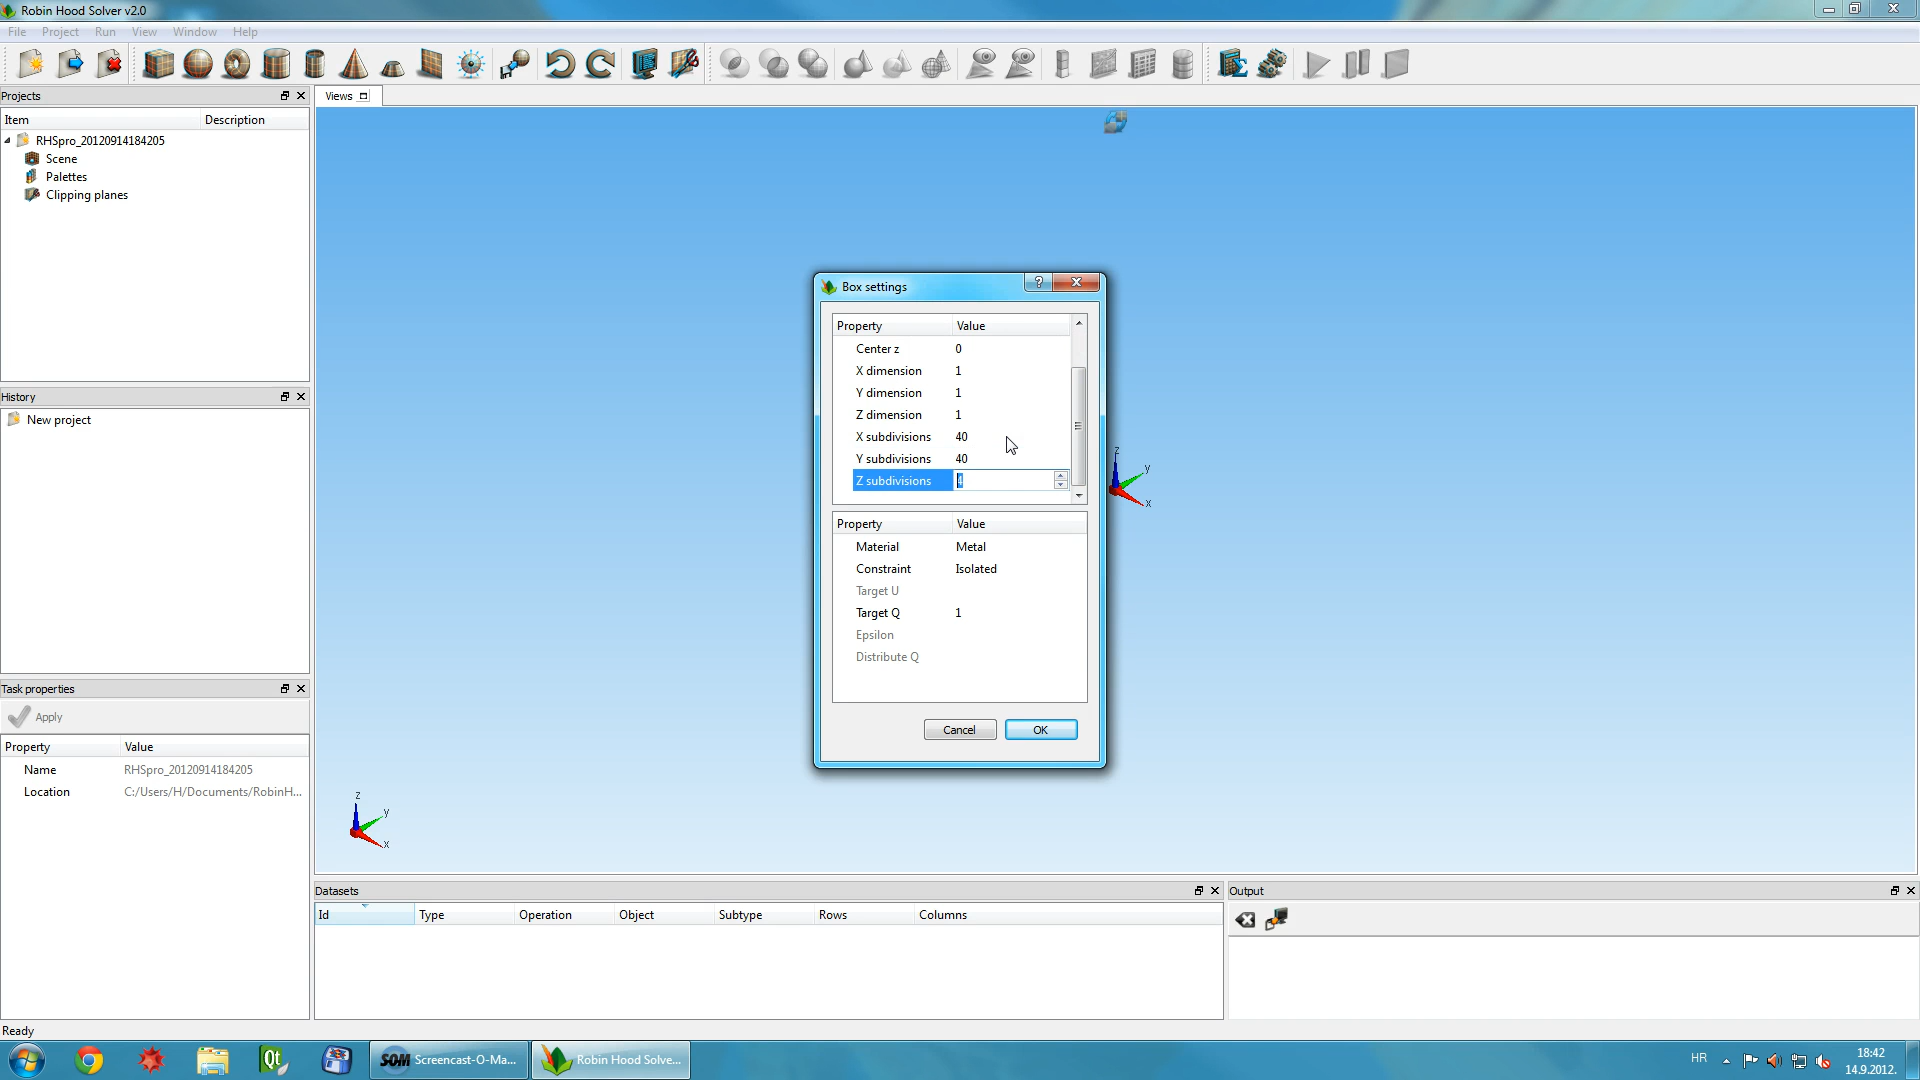 Robin Hood Solver v2.0
File Project Run View Window Help
Projects
Item Description
RHSpro_20120914184205
Scene
Palettes
Clipping planes
History
New project
Task properties
Apply
Property Value
Name RHSpro_20120914184205
Location C:/Users/H/Documents/RobinH...
Views
z
y
x
z
y
x
Box settings
Property Value
Center z 0
X dimension 1
Y dimension 1
Z dimension 1
X subdivisions 40
Y subdivisions 40
Z subdivisions 4
Property Value
Material Metal
Constraint Isolated
Target U
Target Q 1
Epsilon
Distribute Q
Cancel OK
Datasets
Id Type Operation Object Subtype Rows Columns
Output
Ready
Qt
SOM Screencast-O-Ma...
Robin Hood Solve...
HR
18:42
14.9.2012.